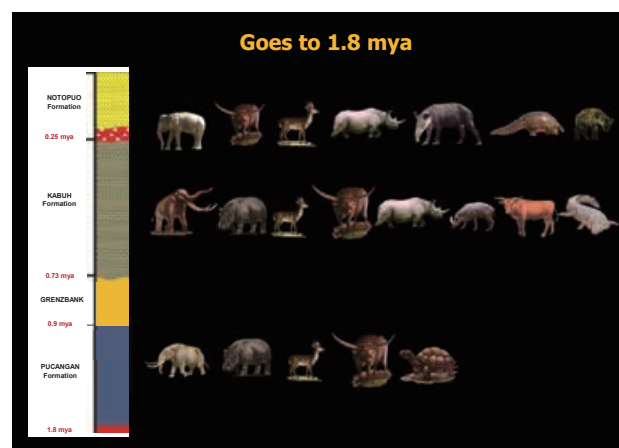 Goes to 1.8 mya
NOTOPUO
Formation
0.25 mya
KABUH
Formation
0.73 mya
GRENZBANK
0.9 mya
PUCANGAN
Formation
1.8 mya